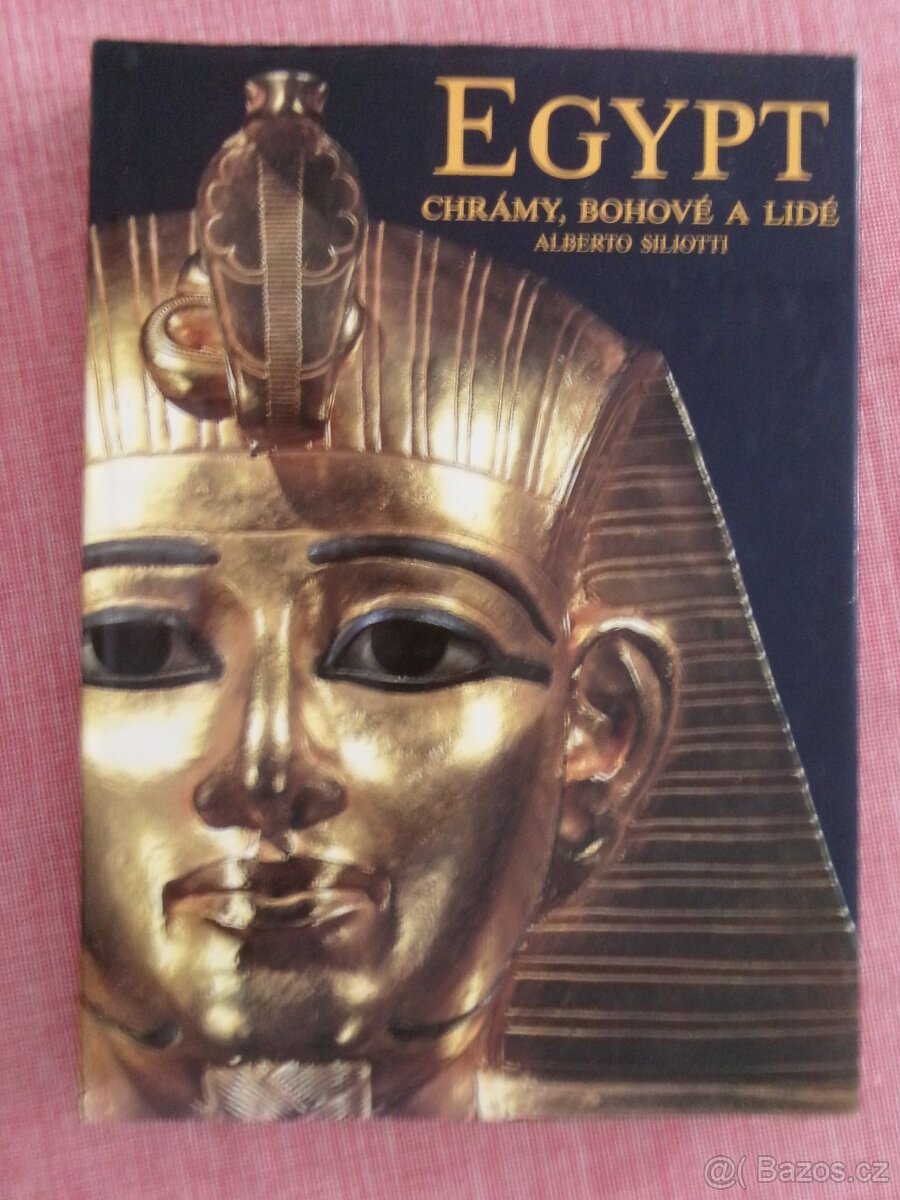 EGYPT
CHRÁMY, BOHOVÉ A LIDÉ
ALBERTO SILIOTTI
@( Bazos.cz